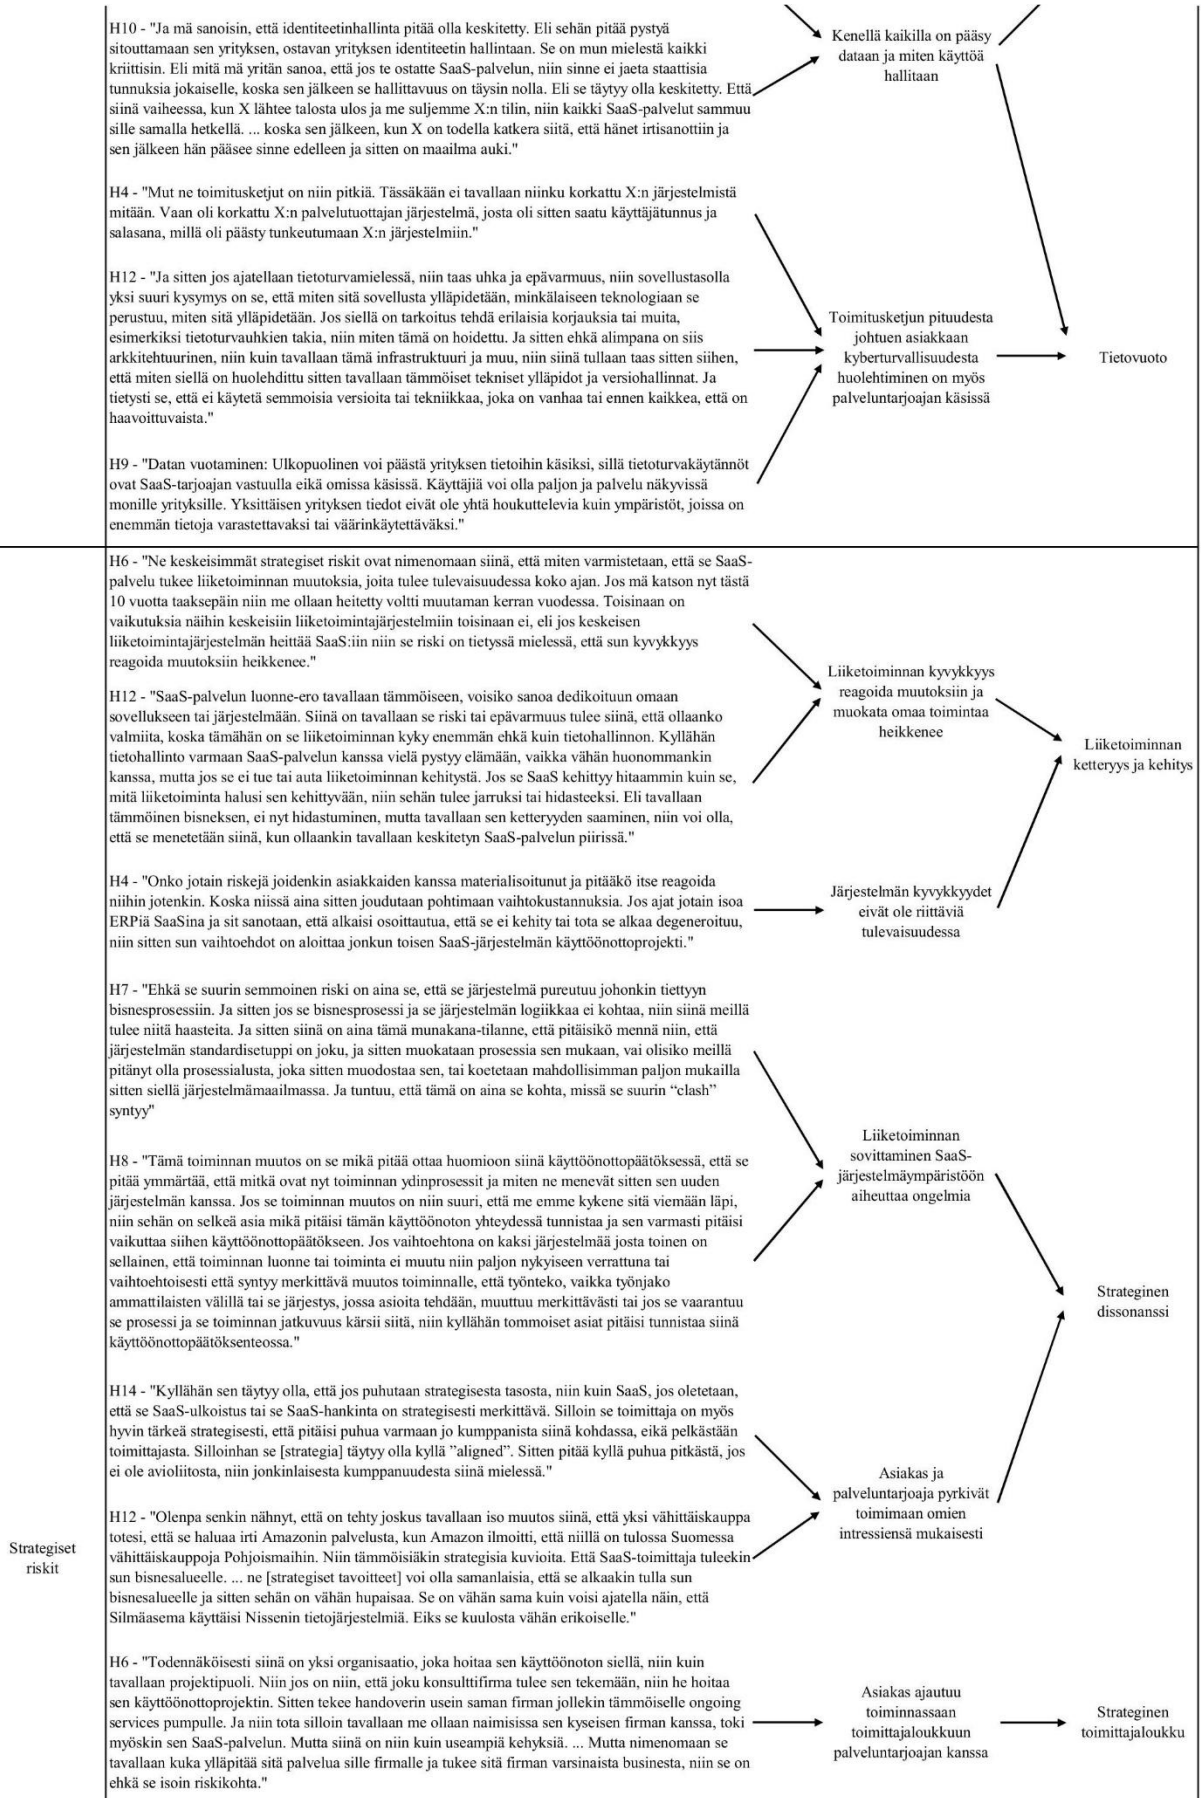 H10 - "Ja mä sanoisin, että identiteetinhallinta pitää olla keskitetty. Eli sehän pitää pystyä
sitouttamaan sen yrityksen, ostavan yrityksen identiteetin hallintaan. Se on mun mielestä kaikki
kriittisin. Eli mitä mä yritän sanoa, että jos te ostatte SaaS-palvelun, niin sinne ei jaeta staattisia
tunnuksia jokaiselle, koska sen jälkeen se hallittavuus on täysin nolla. Eli se täytyy olla keskitetty. Että
siinä vaiheessa, kun X lähtee talosta ulos ja me suljemme X:n tilin, niin kaikki SaaS-palvelut sammuu
sille samalla hetkellä. ... koska sen jälkeen, kun X on todella katkera siitä, että hänet irtisanottiin ja
sen jälkeen hän pääsee sinne edelleen ja sitten on maailma auki."
Kenellä kaikilla on pääsy
dataan ja miten käyttöä
hallitaan
H4 - "Mut ne toimitusketjut on niin pitkiä. Tässäkään ei tavallaan niinku korkattu X:n järjestelmistä
mitään. Vaan oli korkattu X:n palvelutuottajan järjestelmä, josta oli sitten saatu käyttäjätunnus ja
salasana, millä oli päästy tunkeutumaan X:n järjestelmiin."
H12 - "Ja sitten jos ajatellaan tietoturvamielessä, niin taas uhka ja epävarmuus, niin sovellustasolla
yksi suuri kysymys on se, että miten sitä sovellusta ylläpidetään, minkälaiseen teknologiaan se
perustuu, miten sitä ylläpidetään. Jos siellä on tarkoitus tehdä erilaisia korjauksia tai muita,
esimerkiksi tietoturvauhkien takia, niin miten tämä on hoidettu. Ja sitten ehkä alimpana on siis
arkkitehtuurinen, niin kuin tavallaan tämä infrastruktuuri ja muu, niin siinä tullaan taas sitten siihen,
että miten siellä on huolehdittu sitten tavallaan tämmöiset tekniset ylläpidot ja versiohallinnat. Ja
tietysti se, että ei käytetä semmoisia versioita tai tekniikkaa, joka on vanhaa tai ennen kaikkea, että on
haavoittuvaista."
Toimitusketjun pituudesta
johtuen asiakkaan
kyberturvallisuudesta
huolehtiminen on myös
palveluntarjoajan käsissä
Tietovuoto
H9 - "Datan vuotaminen: Ulkopuolinen voi päästä yrityksen tietoihin käsiksi, sillä tietoturvakäytännöt
ovat SaaS-tarjoajan vastuulla eikä omissa käsissä. Käyttäjiä voi olla paljon ja palvelu näkyvissä
monille yrityksille. Yksittäisen yrityksen tiedot eivät ole yhtä houkuttelevia kuin ympäristöt, joissa on
enemmän tietoja varastettavaksi tai väärinkäytettäväksi."
H6 - "Ne keskeisimmät strategiset riskit ovat nimenomaan siinä, että miten varmistetaan, että se SaaS-
palvelu tukee liiketoiminnan muutoksia, joita tulee tulevaisuudessa koko ajan. Jos mä katson nyt tästä
10 vuotta taaksepäin niin me ollaan heitetty voltti muutaman kerran vuodessa. Toisinaan on
vaikutuksia näihin keskeisiin liiketoimintajärjestelmiin toisinaan ei, eli jos keskeisen
liiketoimintajärjestelmän heittää SaaS:iin niin se riski on tietyssä mielessä, että sun kyvykkyys
reagoida muutoksiin heikkenee."
H12 - "SaaS-palvelun luonne-ero tavallaan tämmöiseen, voisiko sanoa dedikoituun omaan
sovellukseen tai järjestelmään. Siinä on tavallaan se riski tai epävarmuus tulee siinä, että ollaanko
valmiita, koska tämähän on se liiketoiminnan kyky enemmän ehkä kuin tietohallinnon. Kyllähän
tietohallinto varmaan SaaS-palvelun kanssa vielä pystyy elämään, vaikka vähän huonommankin
kanssa, mutta jos se ei tue tai auta liiketoiminnan kehitystä. Jos se SaaS kehittyy hitaammin kuin se,
mitä liiketoiminta halusi sen kehittyvään, niin sehän tulee jarruksi tai hidasteeksi. Eli tavallaan
tämmöinen bisneksen, ei nyt hidastuminen, mutta tavallaan sen ketteryyden saaminen, niin voi olla,
että se menetetään siinä, kun ollaankin tavallaan keskitetyn SaaS-palvelun piirissä."
Liiketoiminnan kyvykkyys
reagoida muutoksiin ja
muokata omaa toimintaa
heikkenee
Liiketoiminnan
ketteryys ja kehitys
H4 - "Onko jotain riskejä joidenkin asiakkaiden kanssa materialisoitunut ja pitääkö itse reagoida
niihin jotenkin. Koska niissä aina sitten joudutaan pohtimaan vaihtokustannuksia. Jos ajat jotain isoa
ERPiä SaaSina ja sit sanotaan, että alkaisi osoittautua, että se ei kehity tai tota se alkaa degeneroituu,
niin sitten sun vaihtoehdot on aloittaa jonkun toisen SaaS-järjestelmän käyttöönottoprojekti."
Järjestelmän kyvykkyydet
eivät ole riittäviä
tulevaisuudessa
H7 - "Ehkä se suurin semmoinen riski on aina se, että se järjestelmä pureutuu johonkin tiettyyn
bisnesprosessiin. Ja sitten jos se bisnesprosessi ja se järjestelmän logiikkaa ei kohtaa, niin siinä meillä
tulee niitä haasteita. Ja sitten siinä on aina tämä munakana-tilanne, että pitäisikö mennä niin, että
järjestelmän standardisetuppi on joku, ja sitten muokataan prosessia sen mukaan, vai olisiko meillä
pitänyt olla prosessialusta, joka sitten muodostaa sen, tai koetetaan mahdollisimman paljon mukailla
sitten siellä järjestelmämaailmassa. Ja tuntuu, että tämä on aina se kohta, missä se suurin “clash”
syntyy"
H8 - "Tämä toiminnan muutos on se mikä pitää ottaa huomioon siinä käyttöönottopäätöksessä, että se
pitää ymmärtää, että mitkä ovat nyt toiminnan ydinprosessit ja miten ne menevät sitten sen uuden
järjestelmän kanssa. Jos se toiminnan muutos on niin suuri, että me emme kykene sitä viemään läpi,
niin sehän on selkeä asia mikä pitäisi tämän käyttöönoton yhteydessä tunnistaa ja sen varmasti pitäisi
vaikuttaa siihen käyttöönottopäätökseen. Jos vaihtoehtona on kaksi järjestelmää josta toinen on
sellainen, että toiminnan luonne tai toiminta ei muutu niin paljon nykyiseen verrattuna tai
vaihtoehtoisesti että syntyy merkittävä muutos toiminnalle, että työnteko, vaikka työnjako
ammattilaisten välillä tai se järjestys, jossa asioita tehdään, muuttuu merkittävästi tai jos se vaarantuu
se prosessi ja se toiminnan jatkuvuus kärsii siitä, niin kyllähän tommoiset asiat pitäisi tunnistaa siinä
käyttöönottopäätöksenteossa."
Liiketoiminnan
sovittaminen SaaS-
järjestelmäympäristöön
aiheuttaa ongelmia
Strateginen
dissonanssi
H14 - "Kyllähän sen täytyy olla, että jos puhutaan strategisesta tasosta, niin kuin SaaS, jos oletetaan,
että se SaaS-ulkoistus tai se SaaS-hankinta on strategisesti merkittävä. Silloin se toimittaja on myös
hyvin tärkeä strategisesti, että pitäisi puhua varmaan jo kumppanista siinä kohdassa, eikä pelkästään
toimittajasta. Silloinhan se [strategia] täytyy olla kyllä ”aligned”. Sitten pitää kyllä puhua pitkästä, jos
ei ole avioliitosta, niin jonkinlaisesta kumppanuudesta siinä mielessä."
Asiakas ja
palveluntarjoaja pyrkivät
toimimaan omien
intressiensä mukaisesti
H12 - "Olenpa senkin nähnyt, että on tehty joskus tavallaan iso muutos siinä, että yksi vähittäiskauppa
totesi, että se haluaa irti Amazonin palvelusta, kun Amazon ilmoitti, että niillä on tulossa Suomessa
vähittäiskauppoja Pohjoismaihin. Niin tämmöisiäkin strategisia kuvioita. Että SaaS-toimittaja tuleekin
sun bisnesalueelle. ... ne [strategiset tavoitteet] voi olla samanlaisia, että se alkaakin tulla sun
bisnesalueelle ja sitten sehän on vähän hupaisaa. Se on vähän sama kuin voisi ajatella näin, että
Silmäasema käyttäisi Nissenin tietojärjestelmiä. Eiks se kuulosta vähän erikoiselle."
Strategiset
riskit
H6 - "Todennäköisesti siinä on yksi organisaatio, joka hoitaa sen käyttöönoton siellä, niin kuin
tavallaan projektipuoli. Niin jos on niin, että joku konsulttifirma tulee sen tekemään, niin he hoitaa
sen käyttöönottoprojektin. Sitten tekee handoverin usein saman firman jollekin tämmöiselle ongoing
services pumpulle. Ja niin tota silloin tavallaan me ollaan naimisissa sen kyseisen firman kanssa, toki
myöskin sen SaaS-palvelun. Mutta siinä on niin kuin useampiä kehyksiä. ... Mutta nimenomaan se
tavallaan kuka ylläpitää sitä palvelua sille firmalle ja tukee sitä firman varsinaista businesta, niin se on
ehkä se isoin riskikohta."
Asiakas ajautuu
toiminnassaan
toimittajaloukkuun
palveluntarjoajan kanssa
Strateginen
toimittajaloukku